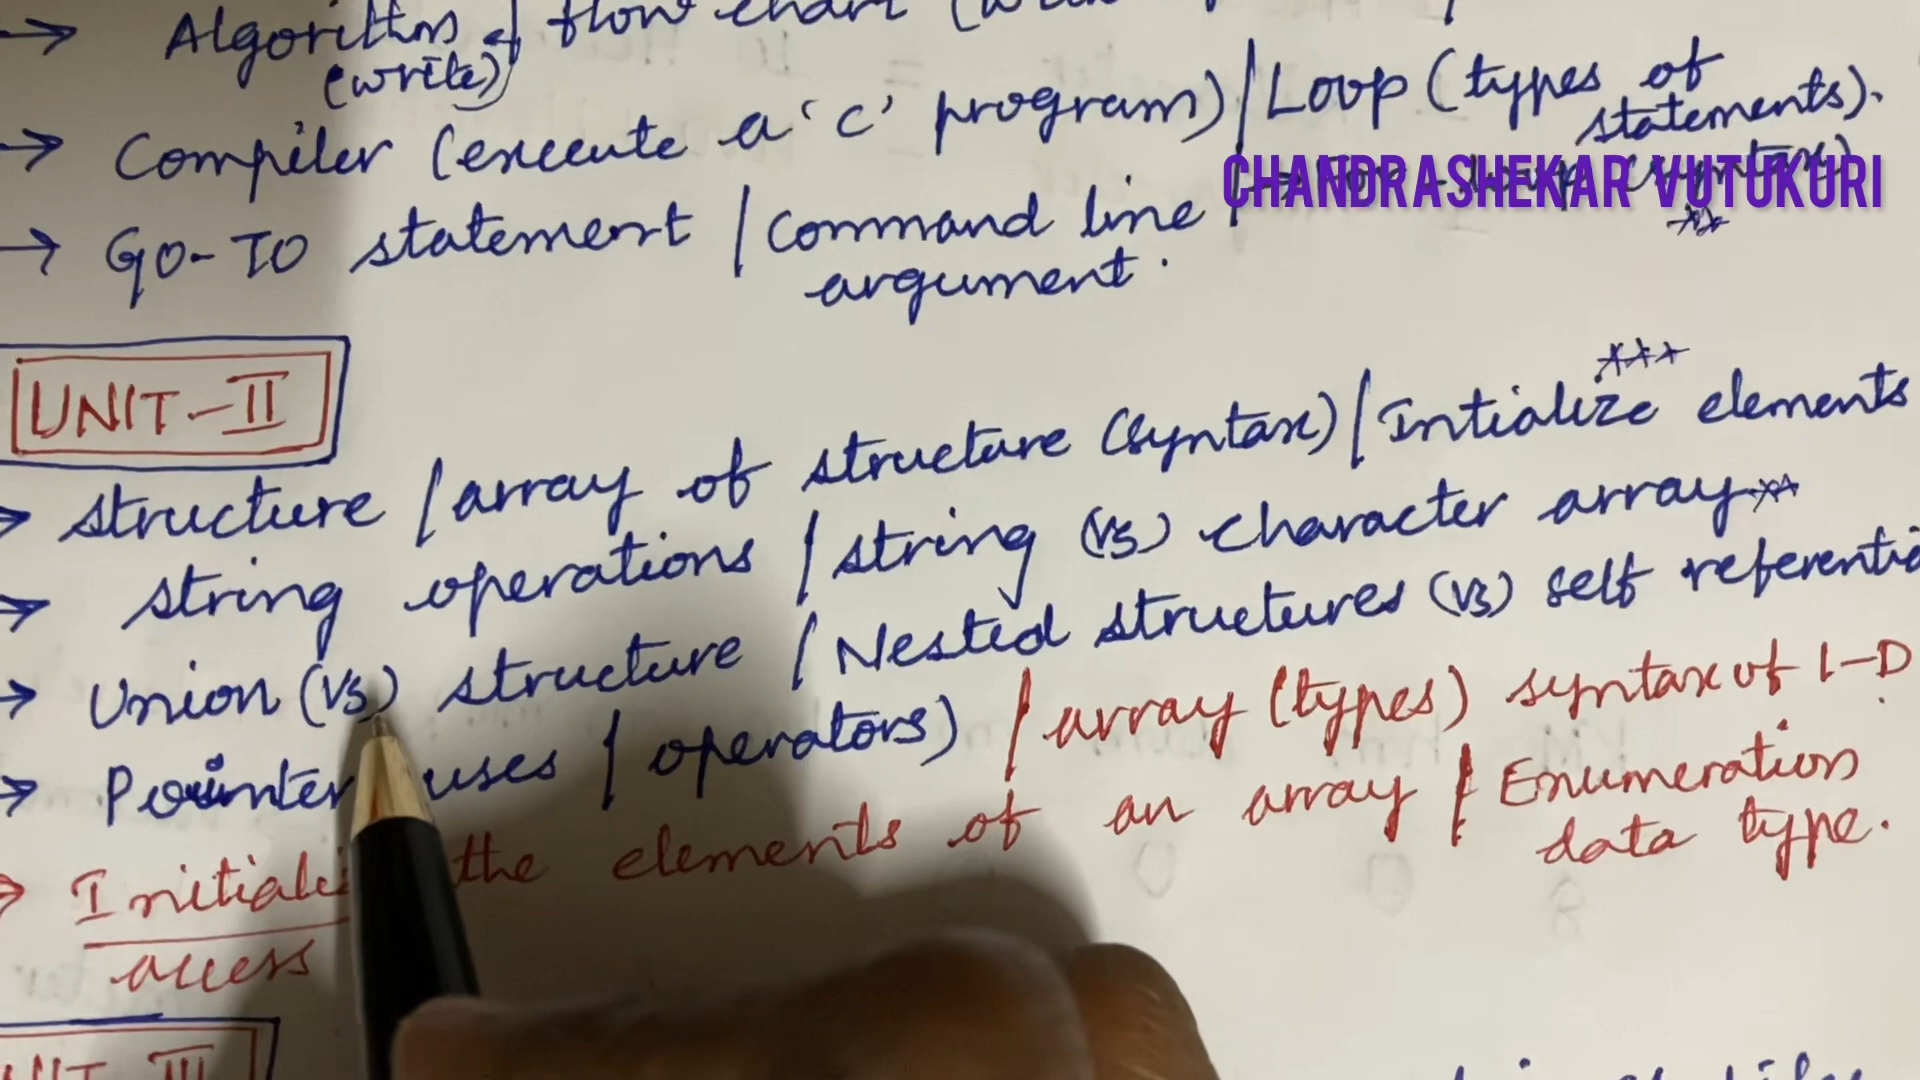 → Algorithm / flow chart
(write)
→ Compiler (execute a 'C' program) / Loop (types of
statements).
CHANDRASHEKAR VUTUKURI
→ GO-TO statement / Command line
argument.
**
UNIT-II
***
→ structure / array of structure (syntax) / Intialize elements
→ string operations / string (vs) character array **
→ Union (vs) structure / Nested structures (vs) self
→ Pointer uses / operators) / array (types) syntax of 1-D
→ the elements of an array / Enumeration
data type.
access
III